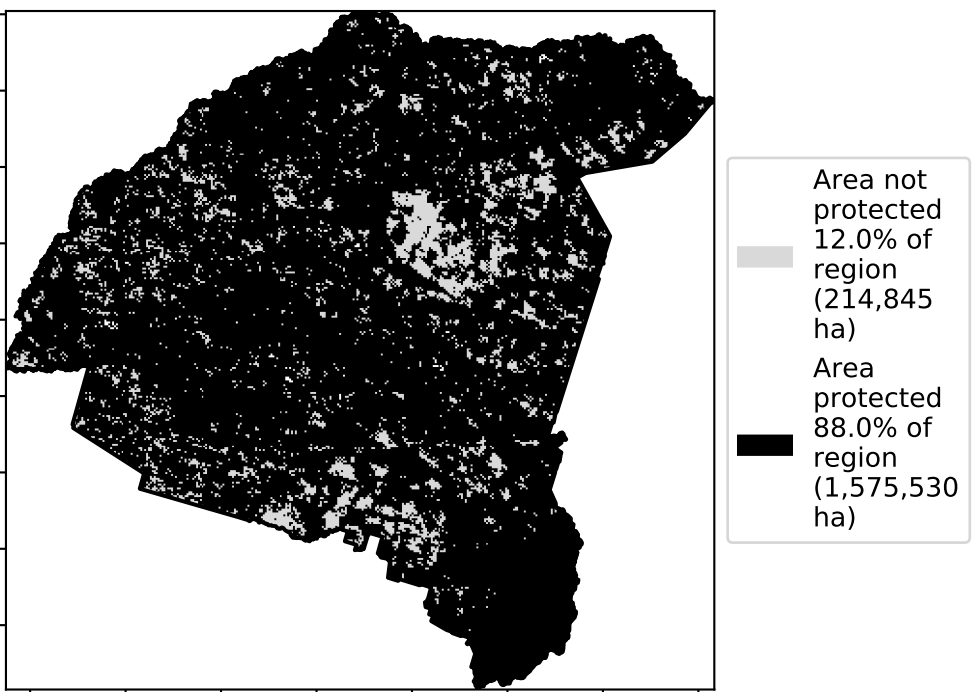 Area not
protected
12.0% of
region
(214,845
ha)
Area
protected
88.0% of
region
(1,575,530
ha)